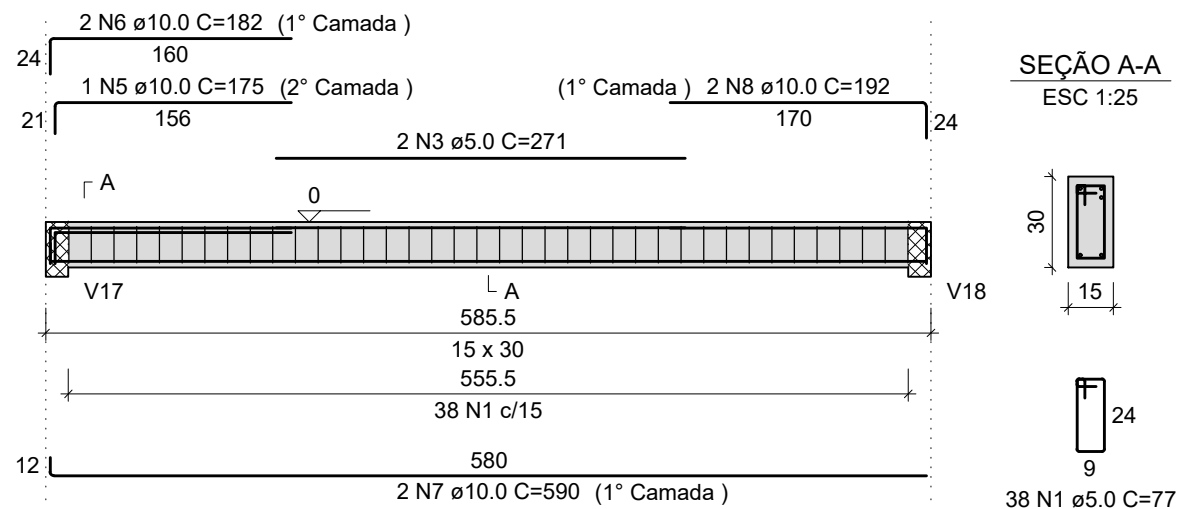 2 N6 ø10.0 C=182 (1° Camada )
24
160
1 N5 ø10.0 C=175 (2° Camada )
21
156
(1° Camada ) 2 N8 ø10.0 C=192
170
24
2 N3 ø5.0 C=271
A
0
V17
A
V18
585.5
15 x 30
555.5
38 N1 c/15
12
580
2 N7 ø10.0 C=590 (1° Camada )
SEÇÃO A-A
ESC 1:25
30
15
24
9
38 N1 ø5.0 C=77